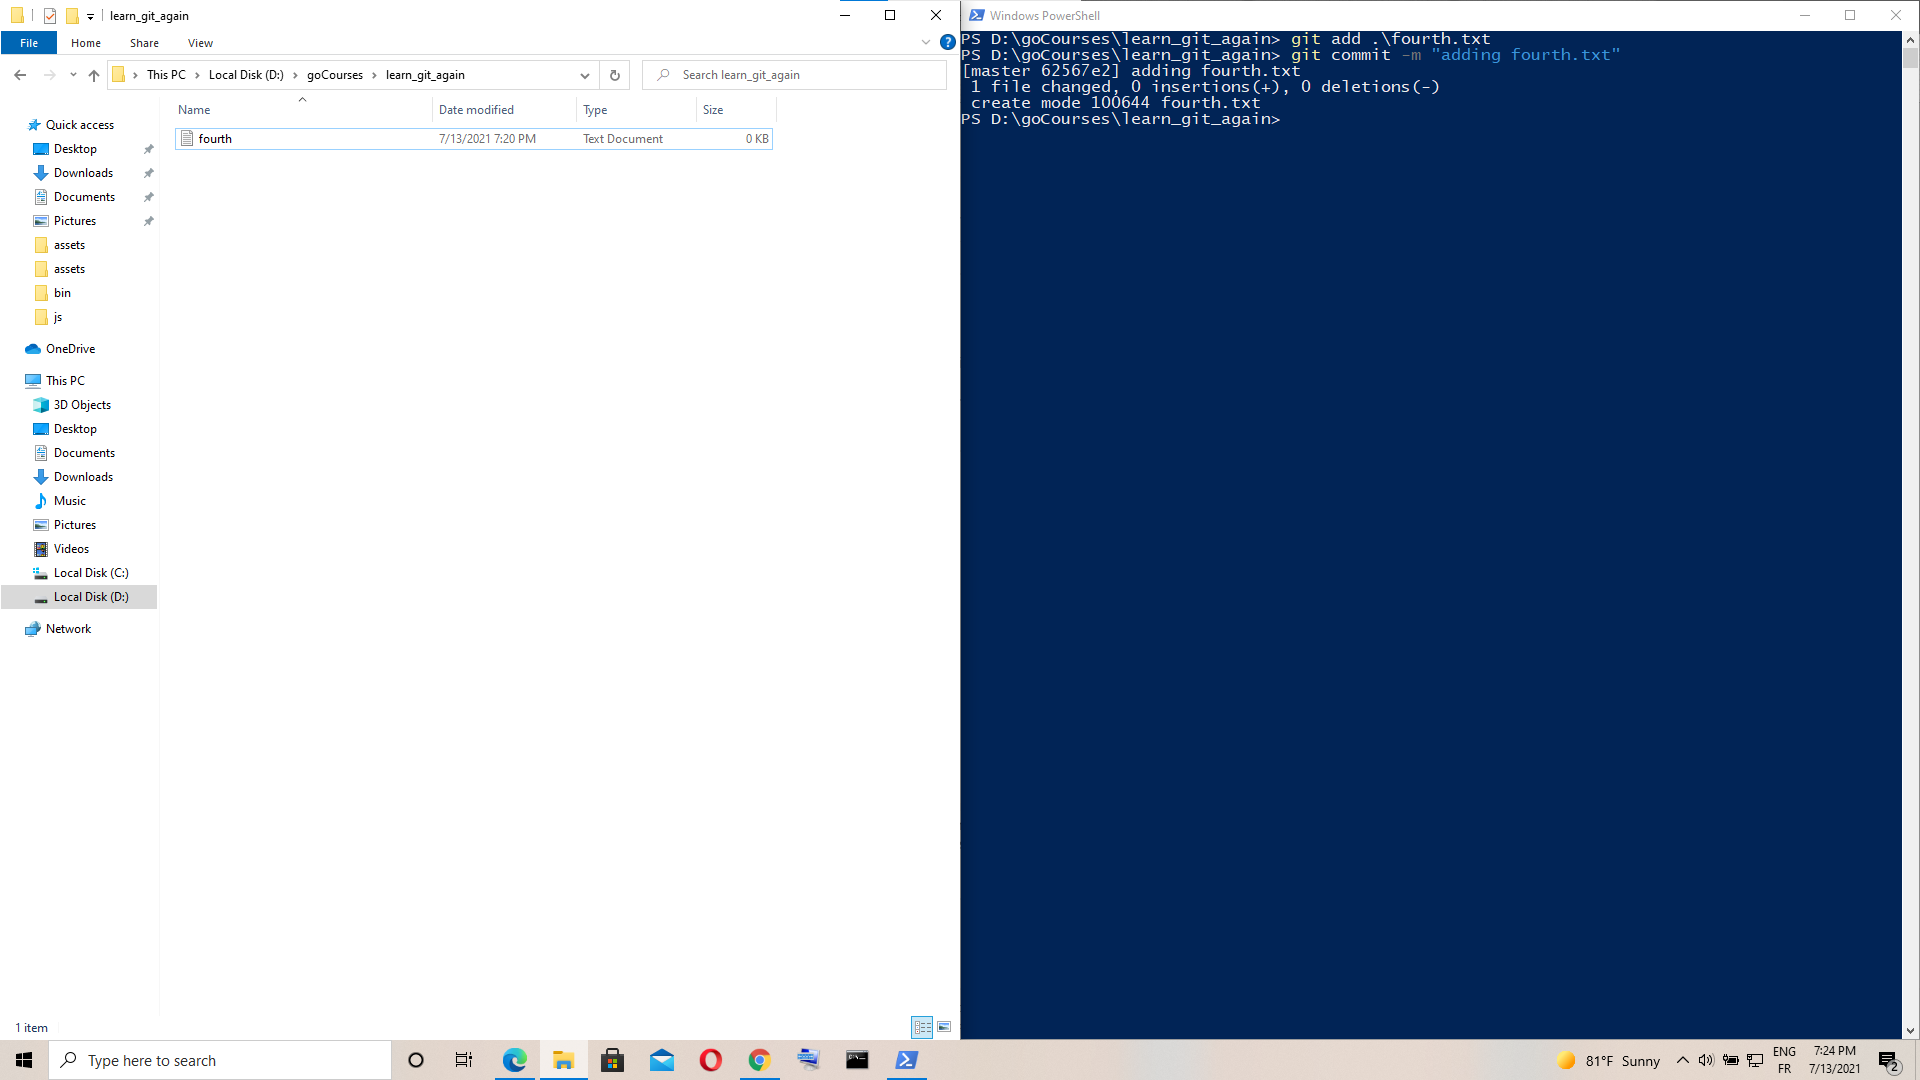 learn_git_again
File Home Share View
This PC Local Disk (D:) goCourses learn_git_again
Search learn_git_again
Name Date modified Type Size
fourth 7/13/2021 7:20 PM Text Document 0 KB
Quick access
Desktop
Downloads
Documents
Pictures
assets
assets
bin
js
OneDrive
This PC
3D Objects
Desktop
Documents
Downloads
Music
Pictures
Videos
Local Disk (C:)
Local Disk (D:)
Network
1 item
Windows PowerShell
PS D:\goCourses\learn_git_again> git add .\fourth.txt
PS D:\goCourses\learn_git_again> git commit -m "adding fourth.txt"
[master 62567e2] adding fourth.txt
 1 file changed, 0 insertions(+), 0 deletions(-)
 create mode 100644 fourth.txt
PS D:\goCourses\learn_git_again>
Type here to search
81°F Sunny
ENG
FR
7:24 PM
7/13/2021
2